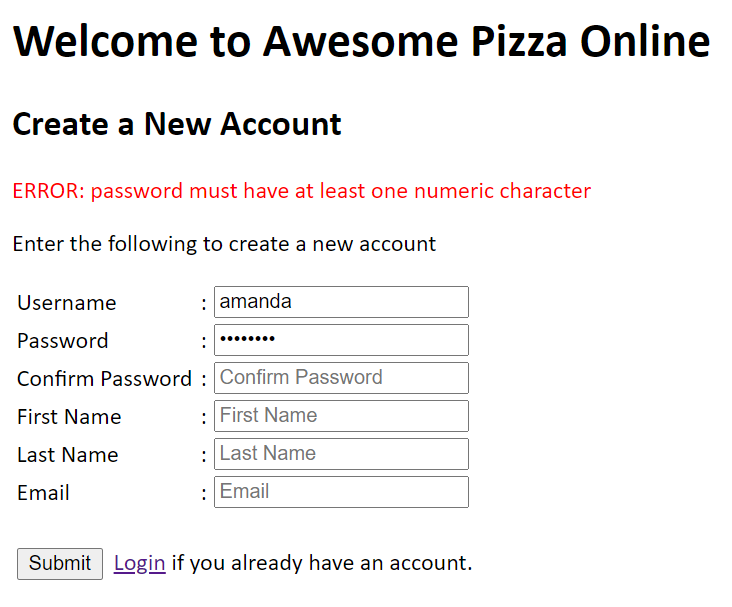 Welcome to Awesome Pizza Online
Create a New Account
ERROR: password must have at least one numeric character
Enter the following to create a new account
Username : amanda
Password : ••••••••
Confirm Password : Confirm Password
First Name : First Name
Last Name : Last Name
Email : Email
Submit Login if you already have an account.